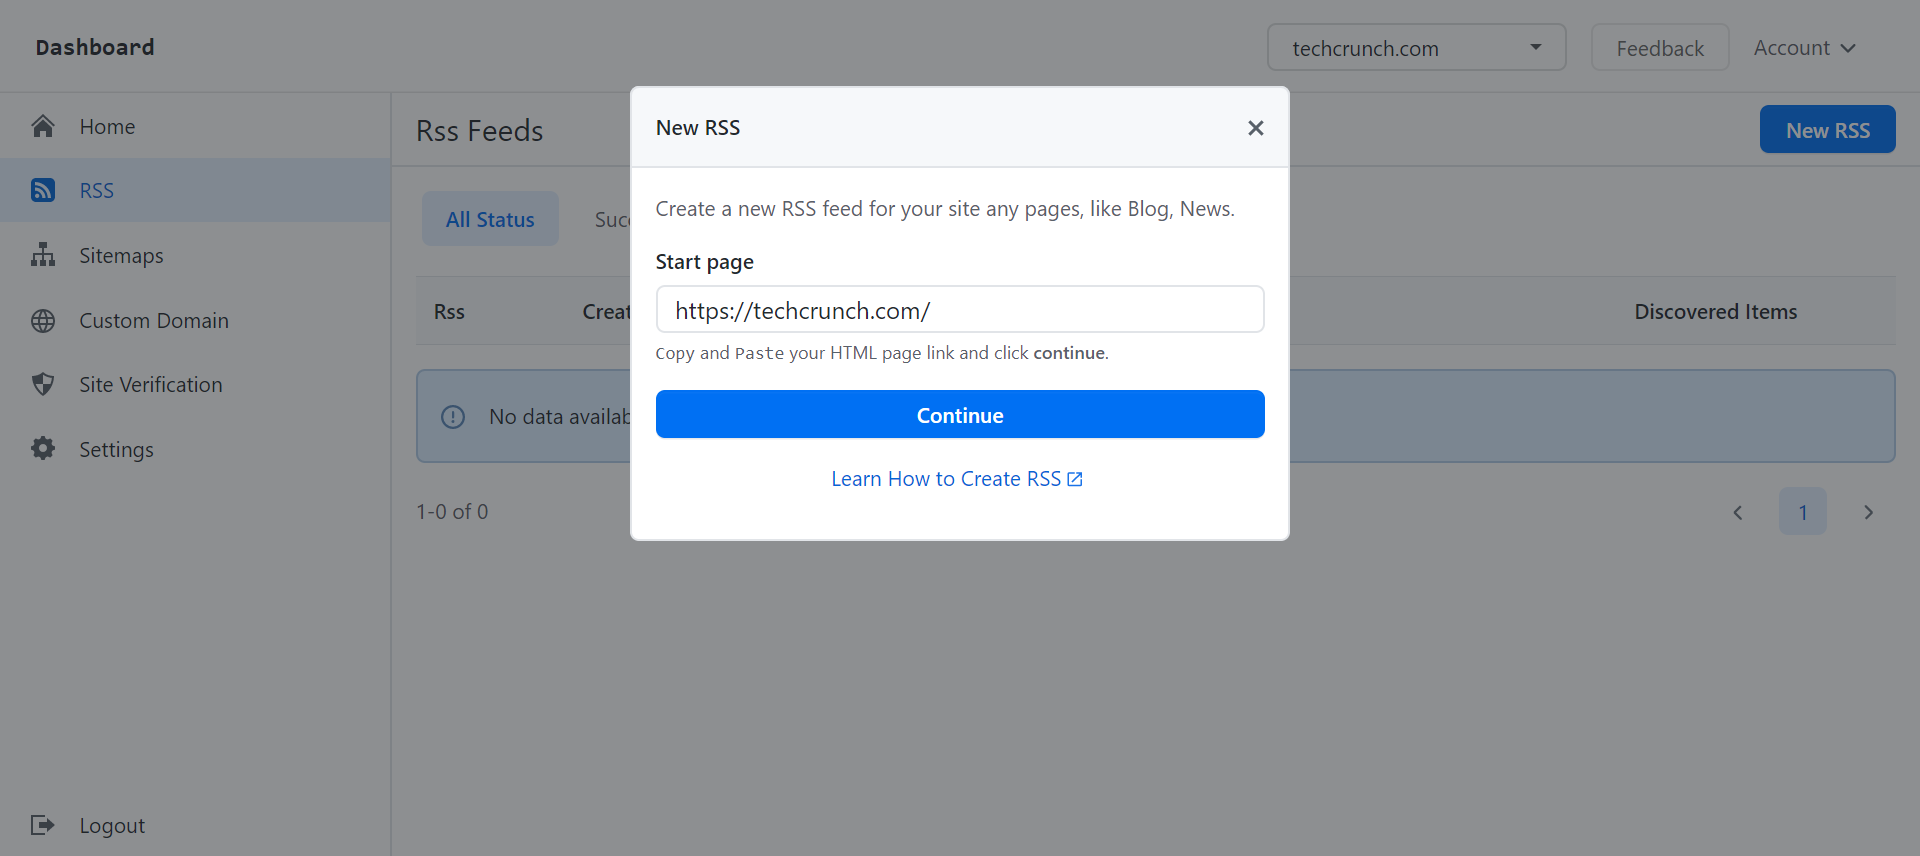 Dashboard
techcrunch.com
Feedback
Account
Home
RSS
Sitemaps
Custom Domain
Site Verification
Settings
Logout
Rss Feeds
New RSS
All Status
Rss
Discovered Items
No data
1-0 of 0
1
New RSS
Create a new RSS feed for your site any pages, like Blog, News.
Start page
https://techcrunch.com/
Copy and Paste your HTML page link and click continue.
Continue
Learn How to Create RSS